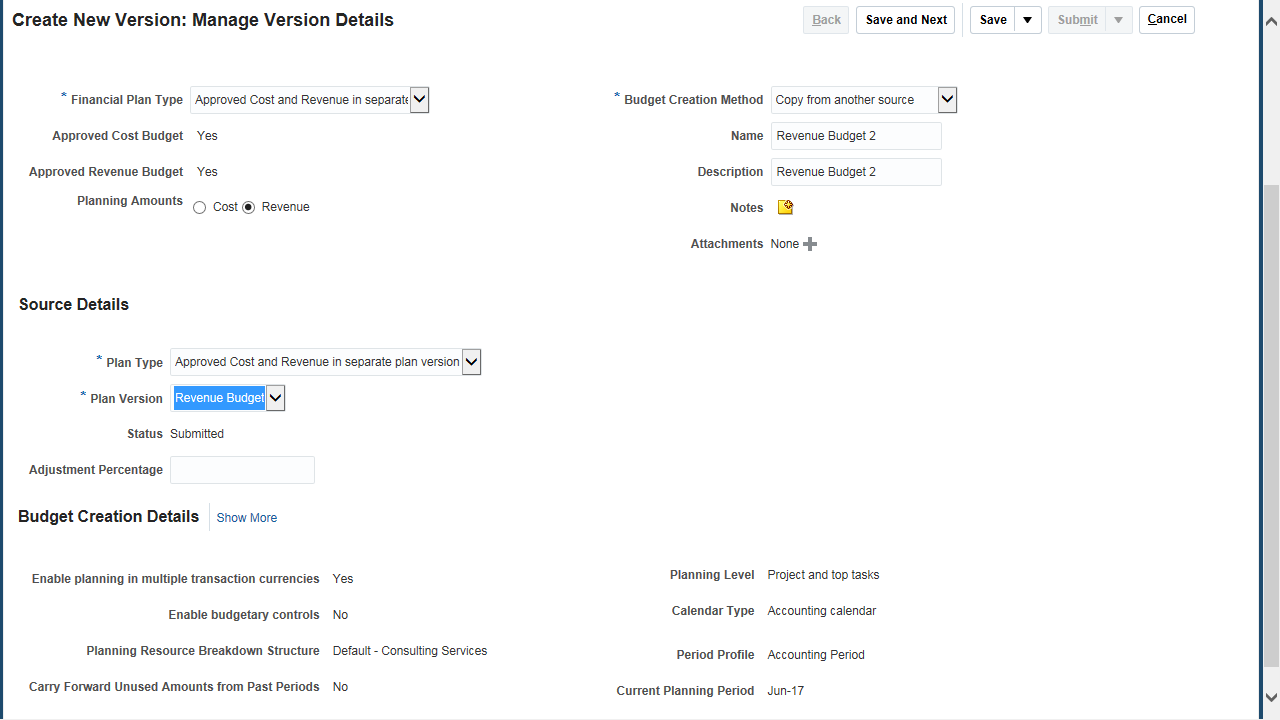 Create New Version: Manage Version Details
Back
Save and Next
Save
Submit
Cancel
* Financial Plan Type Approved Cost and Revenue in separate
Approved Cost Budget Yes
Approved Revenue Budget Yes
Planning Amounts Cost Revenue
* Budget Creation Method Copy from another source
Name Revenue Budget 2
Description Revenue Budget 2
Notes
Attachments None
Source Details
* Plan Type Approved Cost and Revenue in separate plan version
* Plan Version Revenue Budget
Status Submitted
Adjustment Percentage
Budget Creation Details Show More
Enable planning in multiple transaction currencies Yes
Enable budgetary controls No
Planning Resource Breakdown Structure Default - Consulting Services
Carry Forward Unused Amounts from Past Periods No
Planning Level Project and top tasks
Calendar Type Accounting calendar
Period Profile Accounting Period
Current Planning Period Jun-17